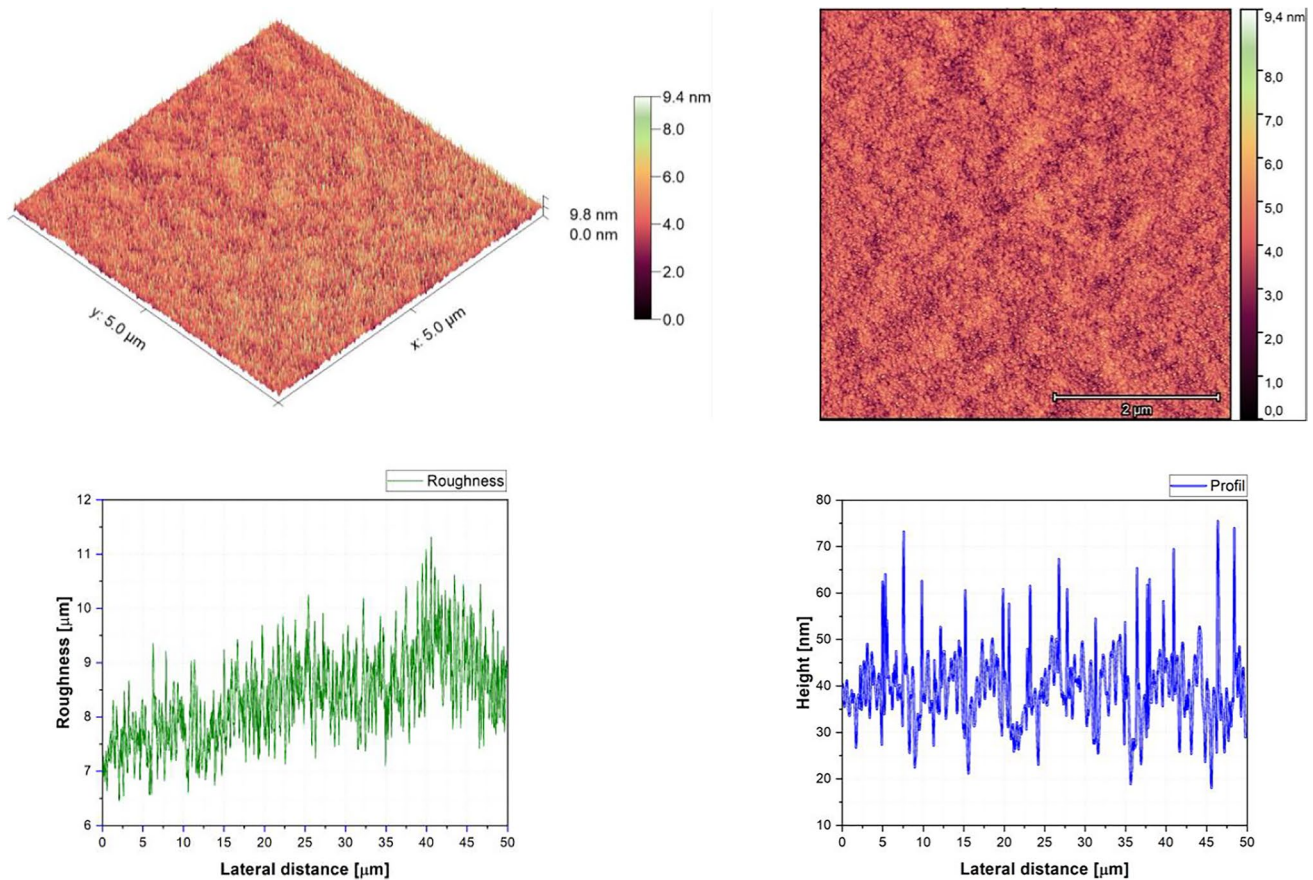 9.4 nm
8.0
6.0
4.0
2.0
0.0
9.8 nm
0.0 nm
y: 5.0 µm
x: 5.0 µm
9,4 nm
8,0
7,0
6,0
5,0
4,0
3,0
2,0
1,0
0,0
2 µm
Roughness
12
11
10
9
8
7
6
Roughness [µm]
0 5 10 15 20 25 30 35 40 45 50
Lateral distance [µm]
Profil
80
70
60
50
40
30
20
10
Height [nm]
0 5 10 15 20 25 30 35 40 45 50
Lateral distance [µm]